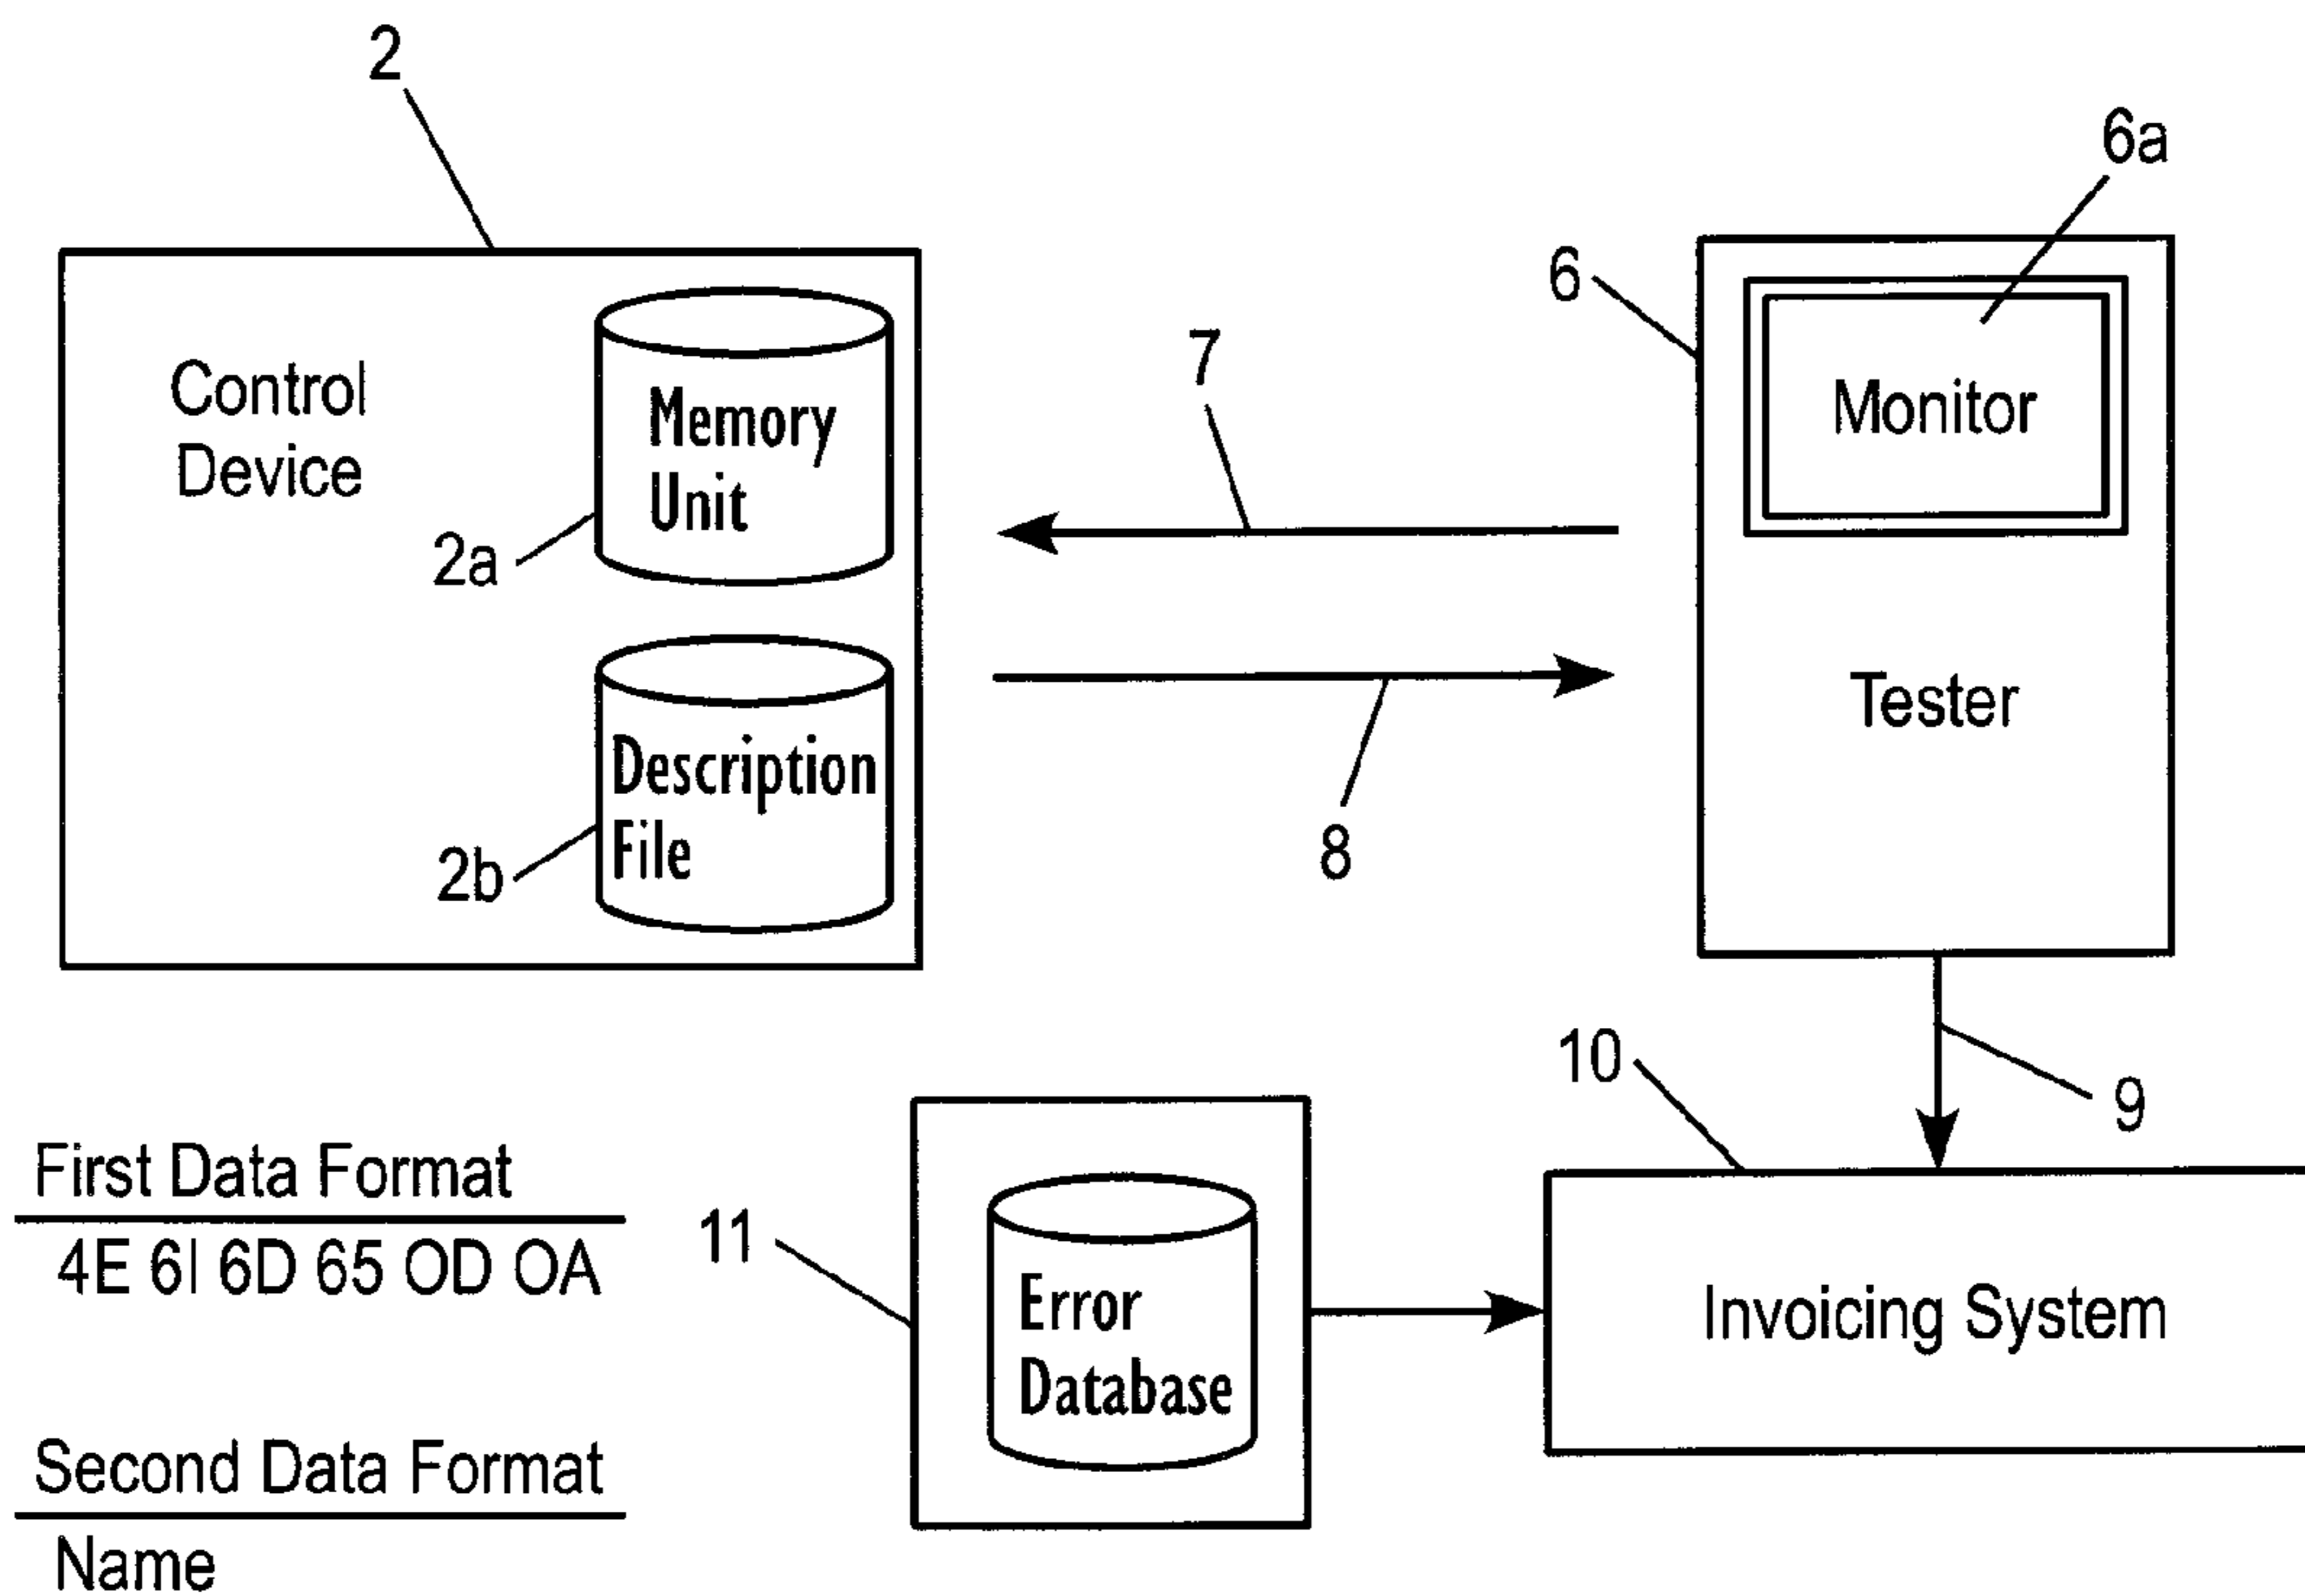 2
6a
6
Control
Device
Memory
Unit
2a
7
Monitor
Description
File
2b
8
Tester
10
9
First Data Format
4E 6I 6D 65 OD OA
11
Error
Database
Invoicing System
Second Data Format
Name